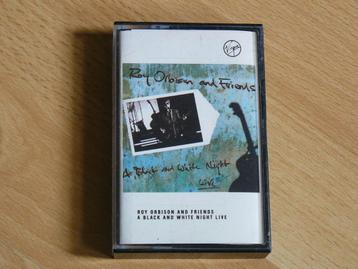 Virgin
Roy Orbison and Friends
A Black and White Night
Live
ROY ORBISON AND FRIENDS
A BLACK AND WHITE NIGHT LIVE